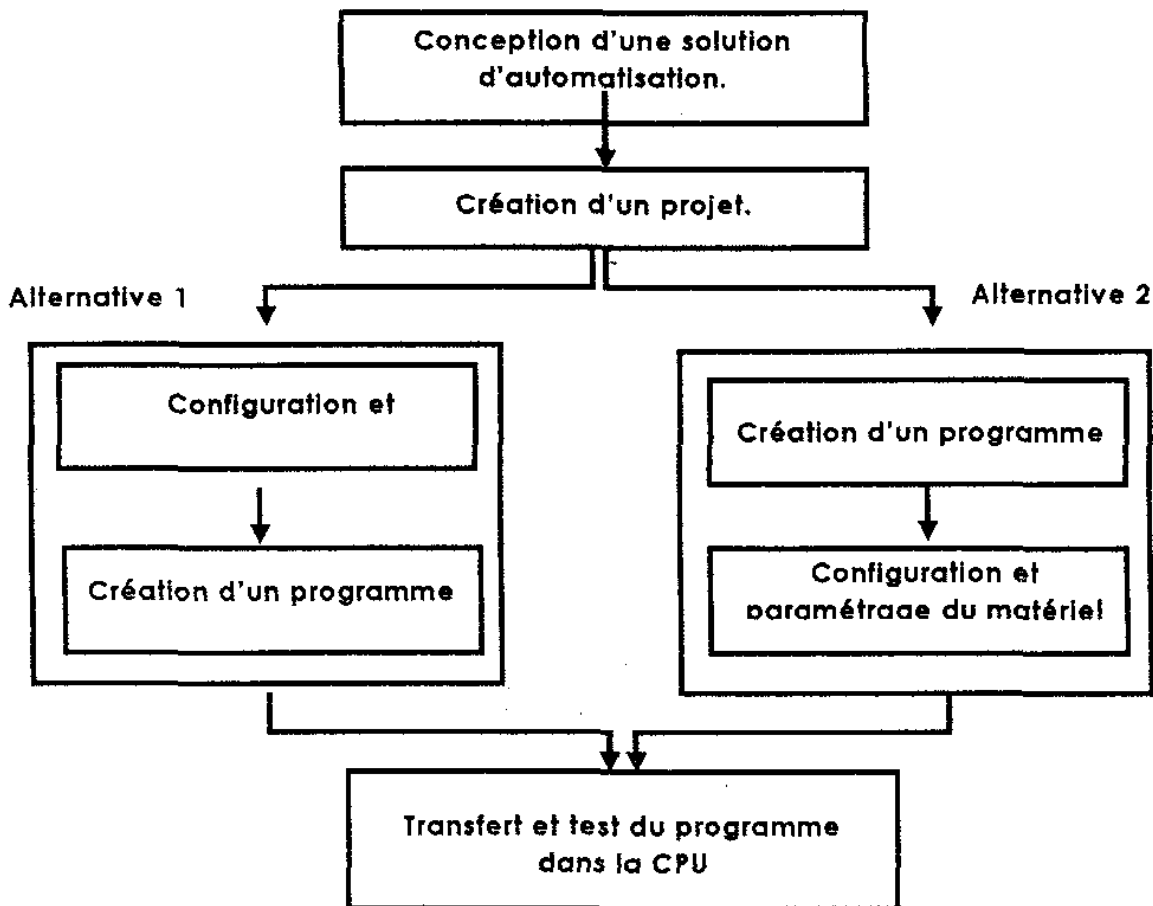 Conception d'une solution
d'automatisation.
Création d'un projet.
Alternative 1
Alternative 2
Configuration et
Création d'un programme
Création d'un programme
Configuration et
paramétrage du matériel
Transfert et test du programme
dans la CPU